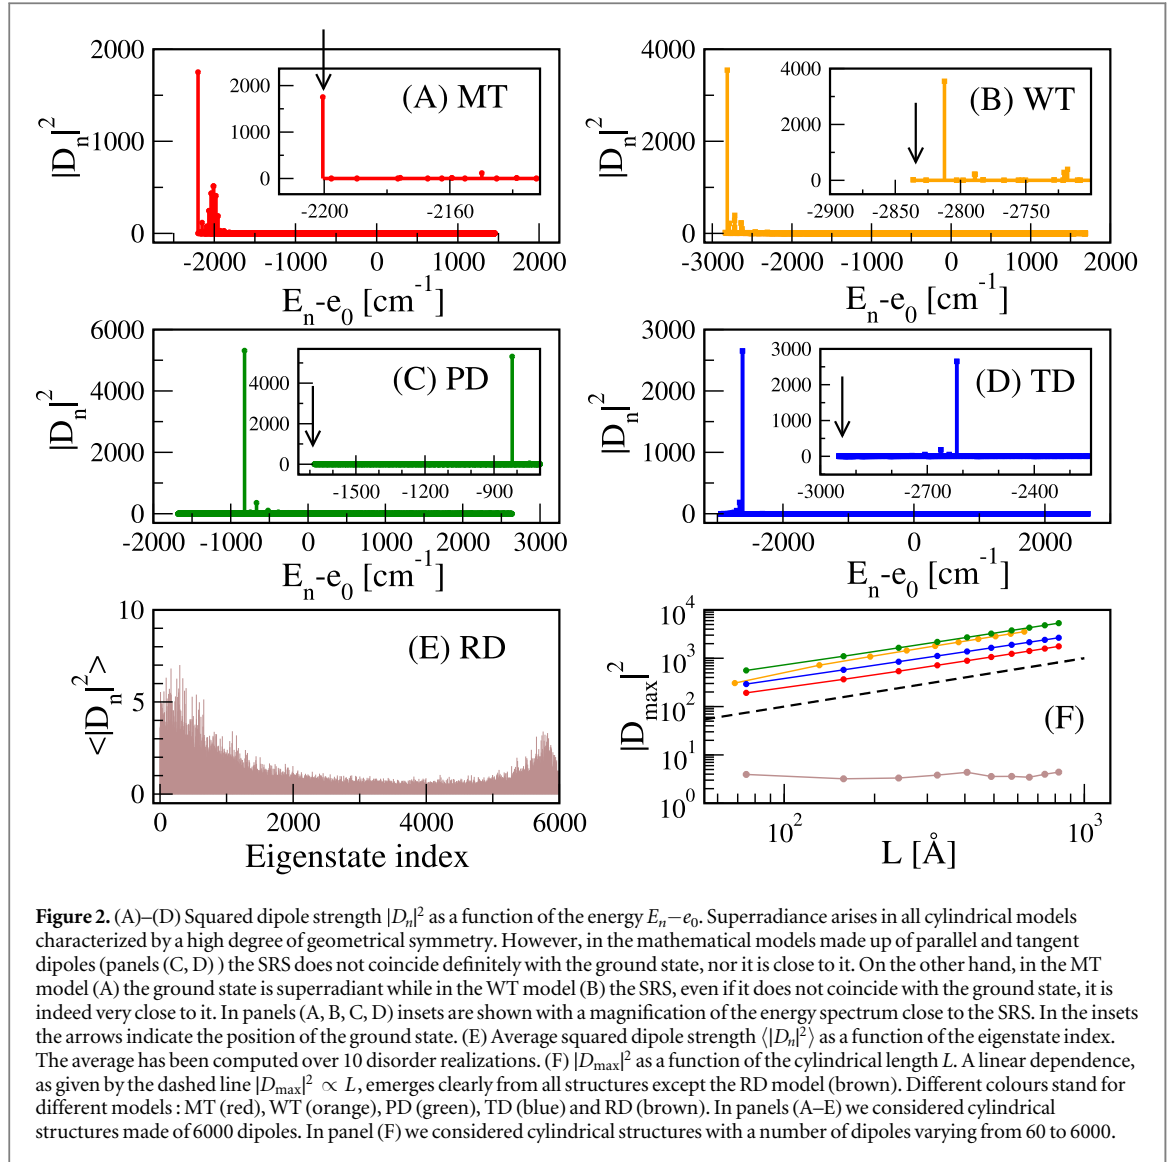 2000
1000
0
|Dn|²
2000
1000
0
(A) MT
-2200
-2160
-2000
-1000
0
1000
2000
En-e0 [cm-1]
4000
2000
0
|Dn|²
4000
2000
0
(B) WT
-2900
-2850
-2800
-2750
-3000
-2000
-1000
0
1000
2000
En-e0 [cm-1]
6000
4000
2000
0
|Dn|²
4000
2000
0
(C) PD
-1500
-1200
-900
-2000
-1000
0
1000
2000
3000
En-e0 [cm-1]
3000
2000
1000
0
|Dn|²
3000
2000
1000
0
(D) TD
-3000
-2700
-2400
-2000
0
2000
En-e0 [cm-1]
10
5
0
<|Dn|²>
(E) RD
0
2000
4000
6000
Eigenstate index
10⁴
10³
10²
10¹
10⁰
|Dmax|²
(F)
10²
10³
L [Å]
Figure 2. (A)–(D) Squared dipole strength |Dn|² as a function of the energy En−e0. Superradiance arises in all cylindrical models
characterized by a high degree of geometrical symmetry. However, in the mathematical models made up of parallel and tangent
dipoles (panels (C, D) ) the SRS does not coincide definitely with the ground state, nor it is close to it. On the other hand, in the MT
model (A) the ground state is superradiant while in the WT model (B) the SRS, even if it does not coincide with the ground state, it is
indeed very close to it. In panels (A, B, C, D) insets are shown with a magnification of the energy spectrum close to the SRS. In the insets
the arrows indicate the position of the ground state. (E) Average squared dipole strength ⟨|Dn|²⟩ as a function of the eigenstate index.
The average has been computed over 10 disorder realizations. (F) |Dmax|² as a function of the cylindrical length L. A linear dependence,
as given by the dashed line |Dmax|² ∝ L, emerges clearly from all structures except the RD model (brown). Different colours stand for
different models : MT (red), WT (orange), PD (green), TD (blue) and RD (brown). In panels (A–E) we considered cylindrical
structures made of 6000 dipoles. In panel (F) we considered cylindrical structures with a number of dipoles varying from 60 to 6000.